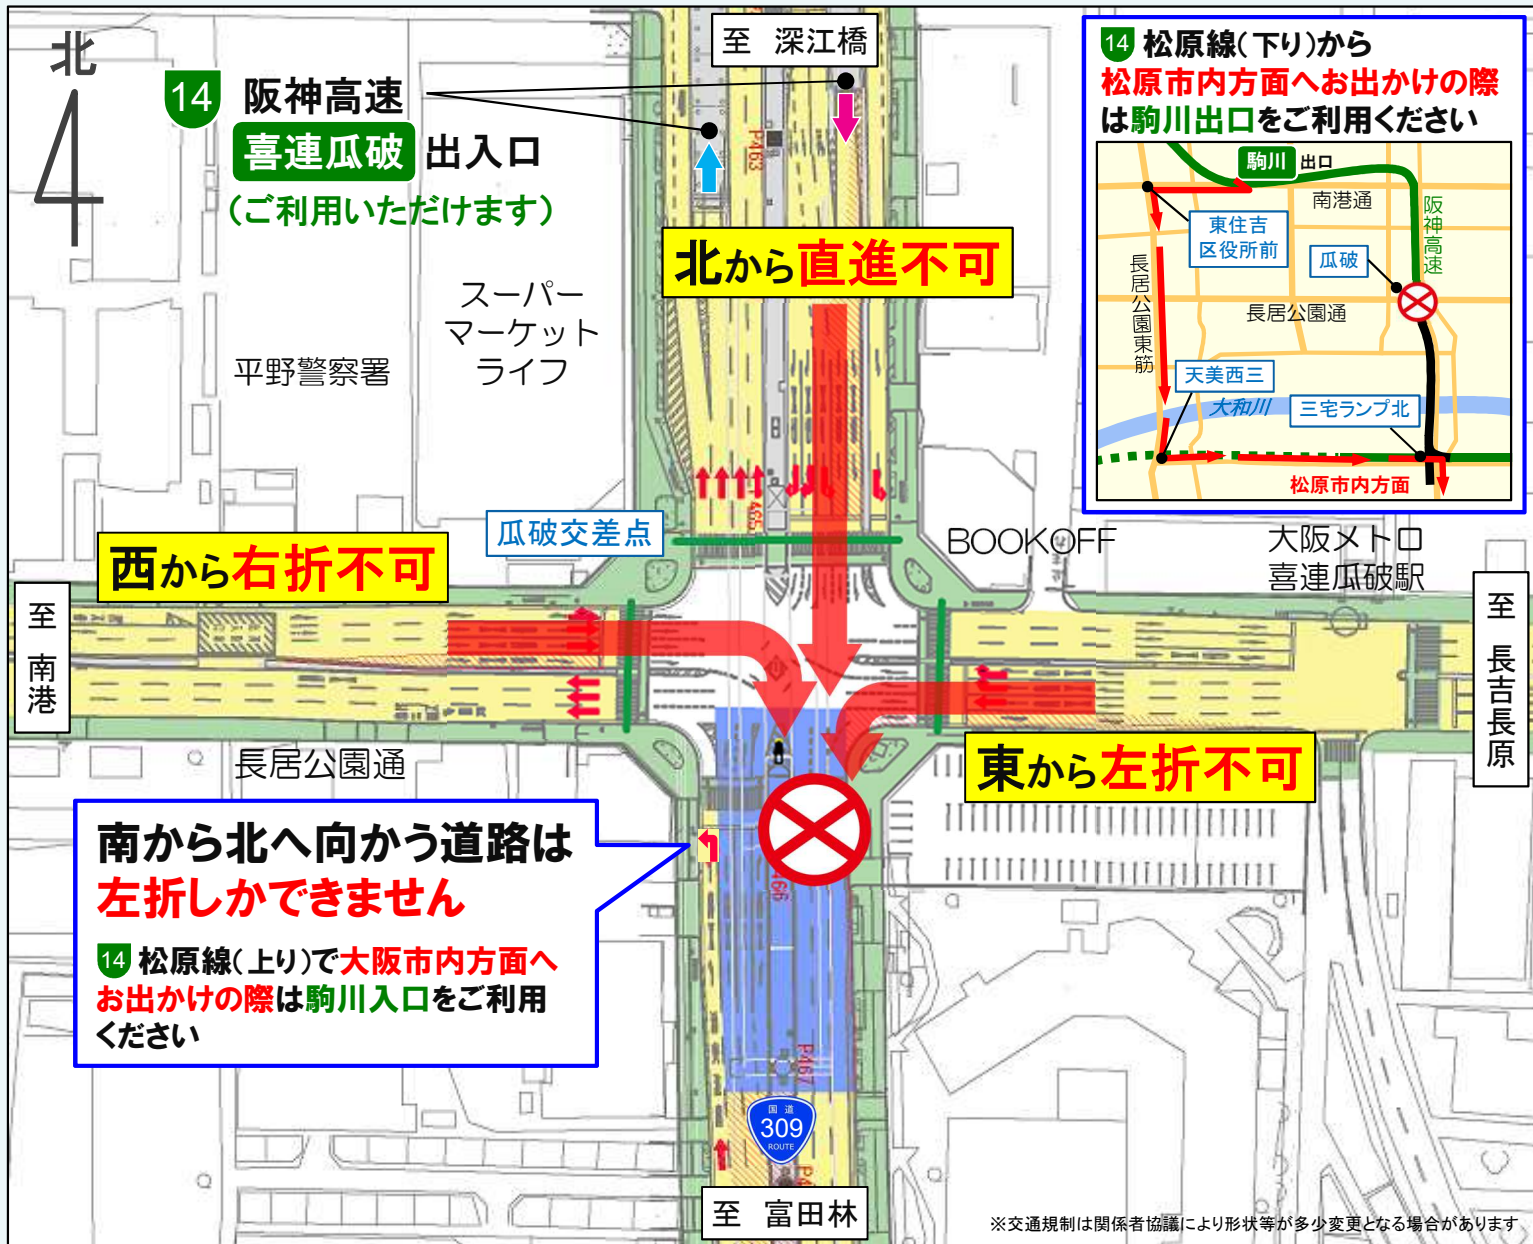 北
14 阪神高速
喜連瓜破 出入口
(ご利用いただけます)
至 深江橋
14 松原線(下り)から
松原市内方面へお出かけの際
は駒川出口をご利用ください
駒川 出口
南港通
東住吉
区役所前
阪神高速
瓜破
長居公園通
長居公園東筋
天美西三
大和川
三宅ランプ北
松原市内方面
北から直進不可
スーパー
マーケット
ライフ
平野警察署
P463
P465
瓜破交差点
BOOKOFF
大阪メトロ
喜連瓜破駅
西から右折不可
至 南港
至 長吉長原
東から左折不可
長居公園通
南から北へ向かう道路は
左折しかできません
14 松原線(上り)で大阪市内方面へ
お出かけの際は駒川入口をご利用
ください
P466
P467
国道
309
ROUTE
至 富田林
※交通規制は関係者協議により形状等が多少変更となる場合があります